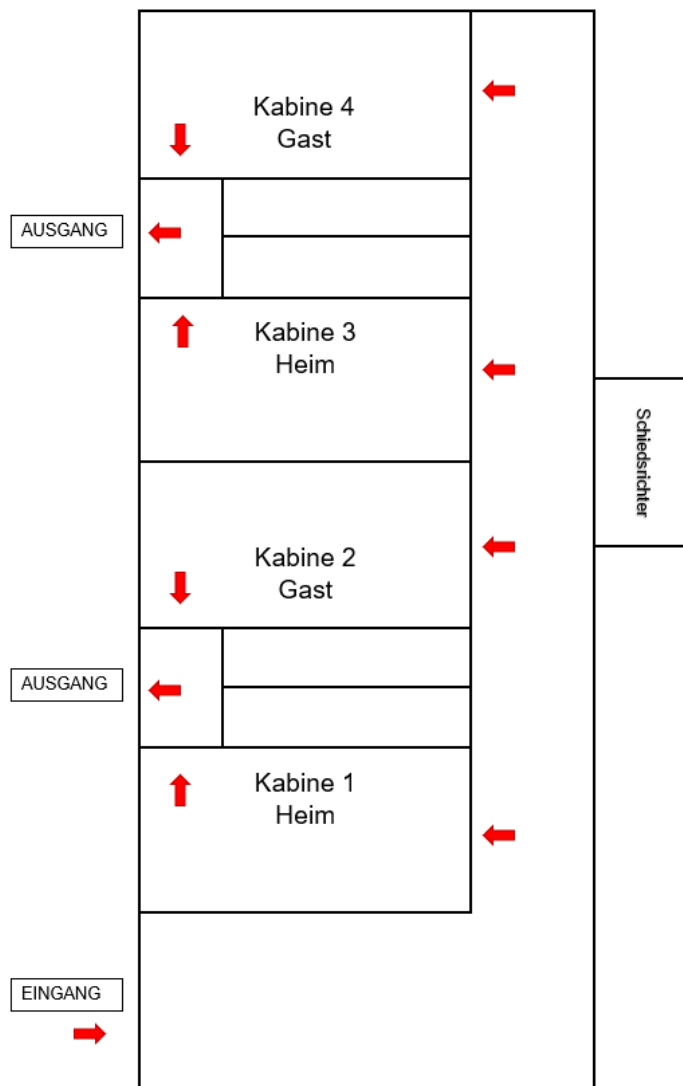 Kabine 4
Gast
AUSGANG
Kabine 3
Heim
Schiedsrichter
Kabine 2
Gast
AUSGANG
Kabine 1
Heim
EINGANG